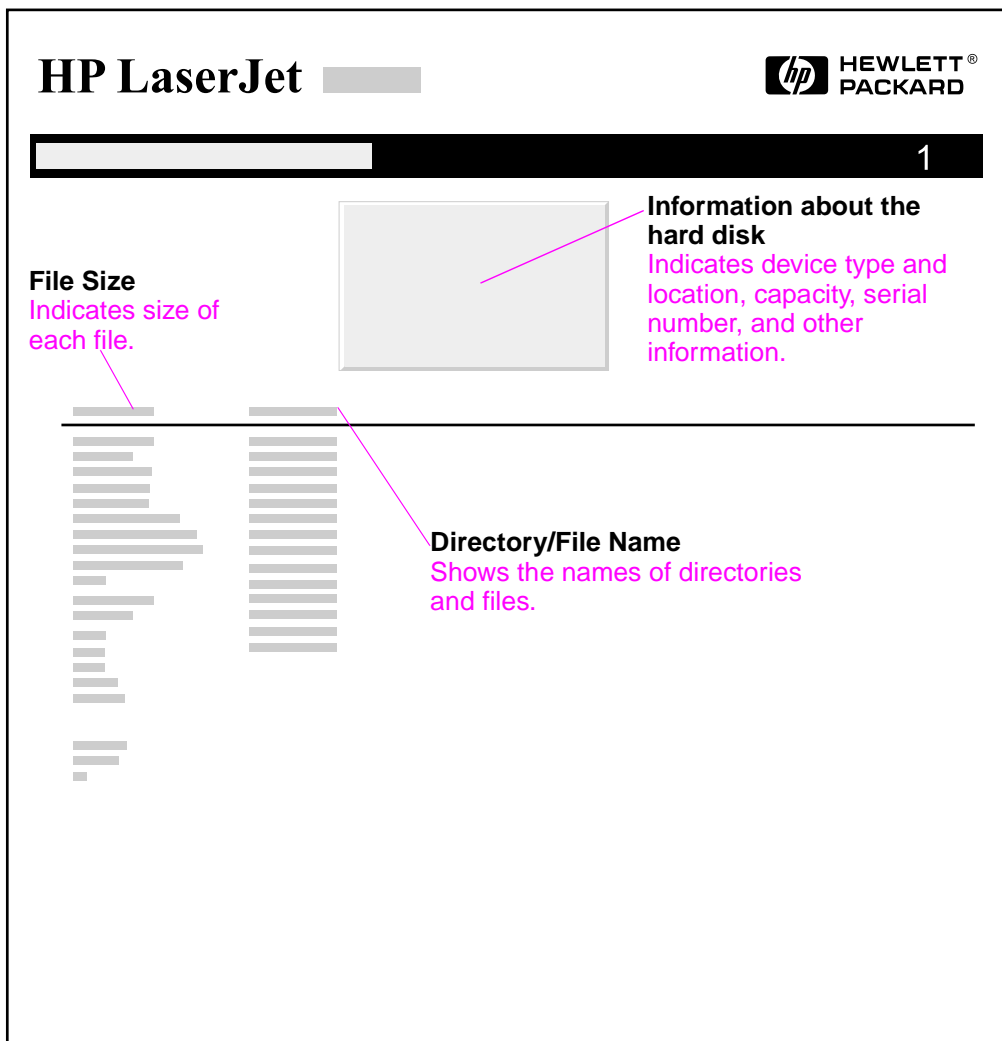 HP LaserJet
hp HEWLETT®
PACKARD
1
Information about the
hard disk
Indicates device type and
location, capacity, serial
number, and other
information.
File Size
Indicates size of
each file.
Directory/File Name
Shows the names of directories
and files.